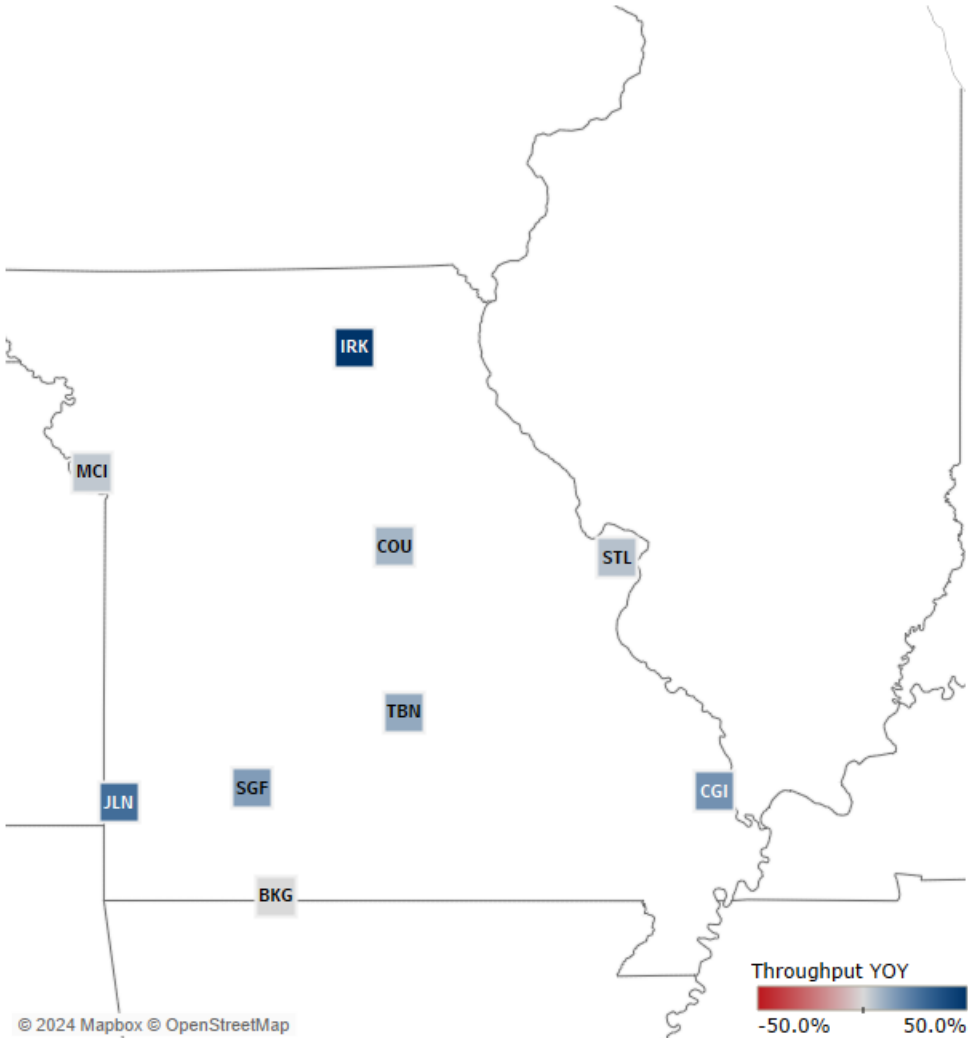 IRK
MCI
COU
STL
TBN
JLN
SGF
CGI
BKG
Throughput YOY
-50.0% 50.0%
© 2024 Mapbox © OpenStreetMap